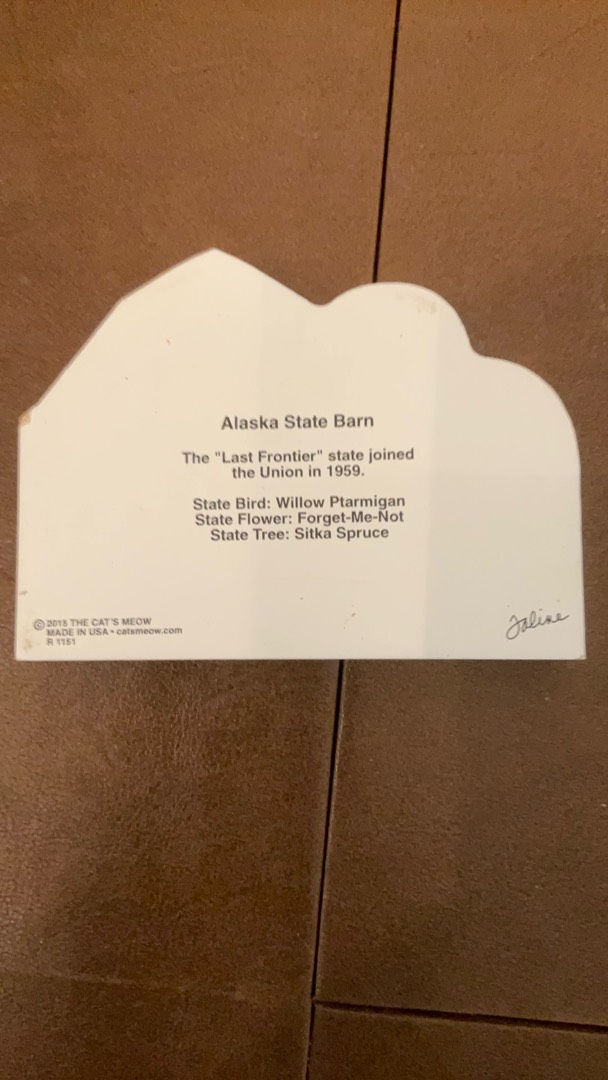 Alaska State Barn
The "Last Frontier" state joined
the Union in 1959.
State Bird: Willow Ptarmigan
State Flower: Forget-Me-Not
State Tree: Sitka Spruce
© 2015 THE CAT'S MEOW
MADE IN USA • catsmeow.com
R 1151
Jaline